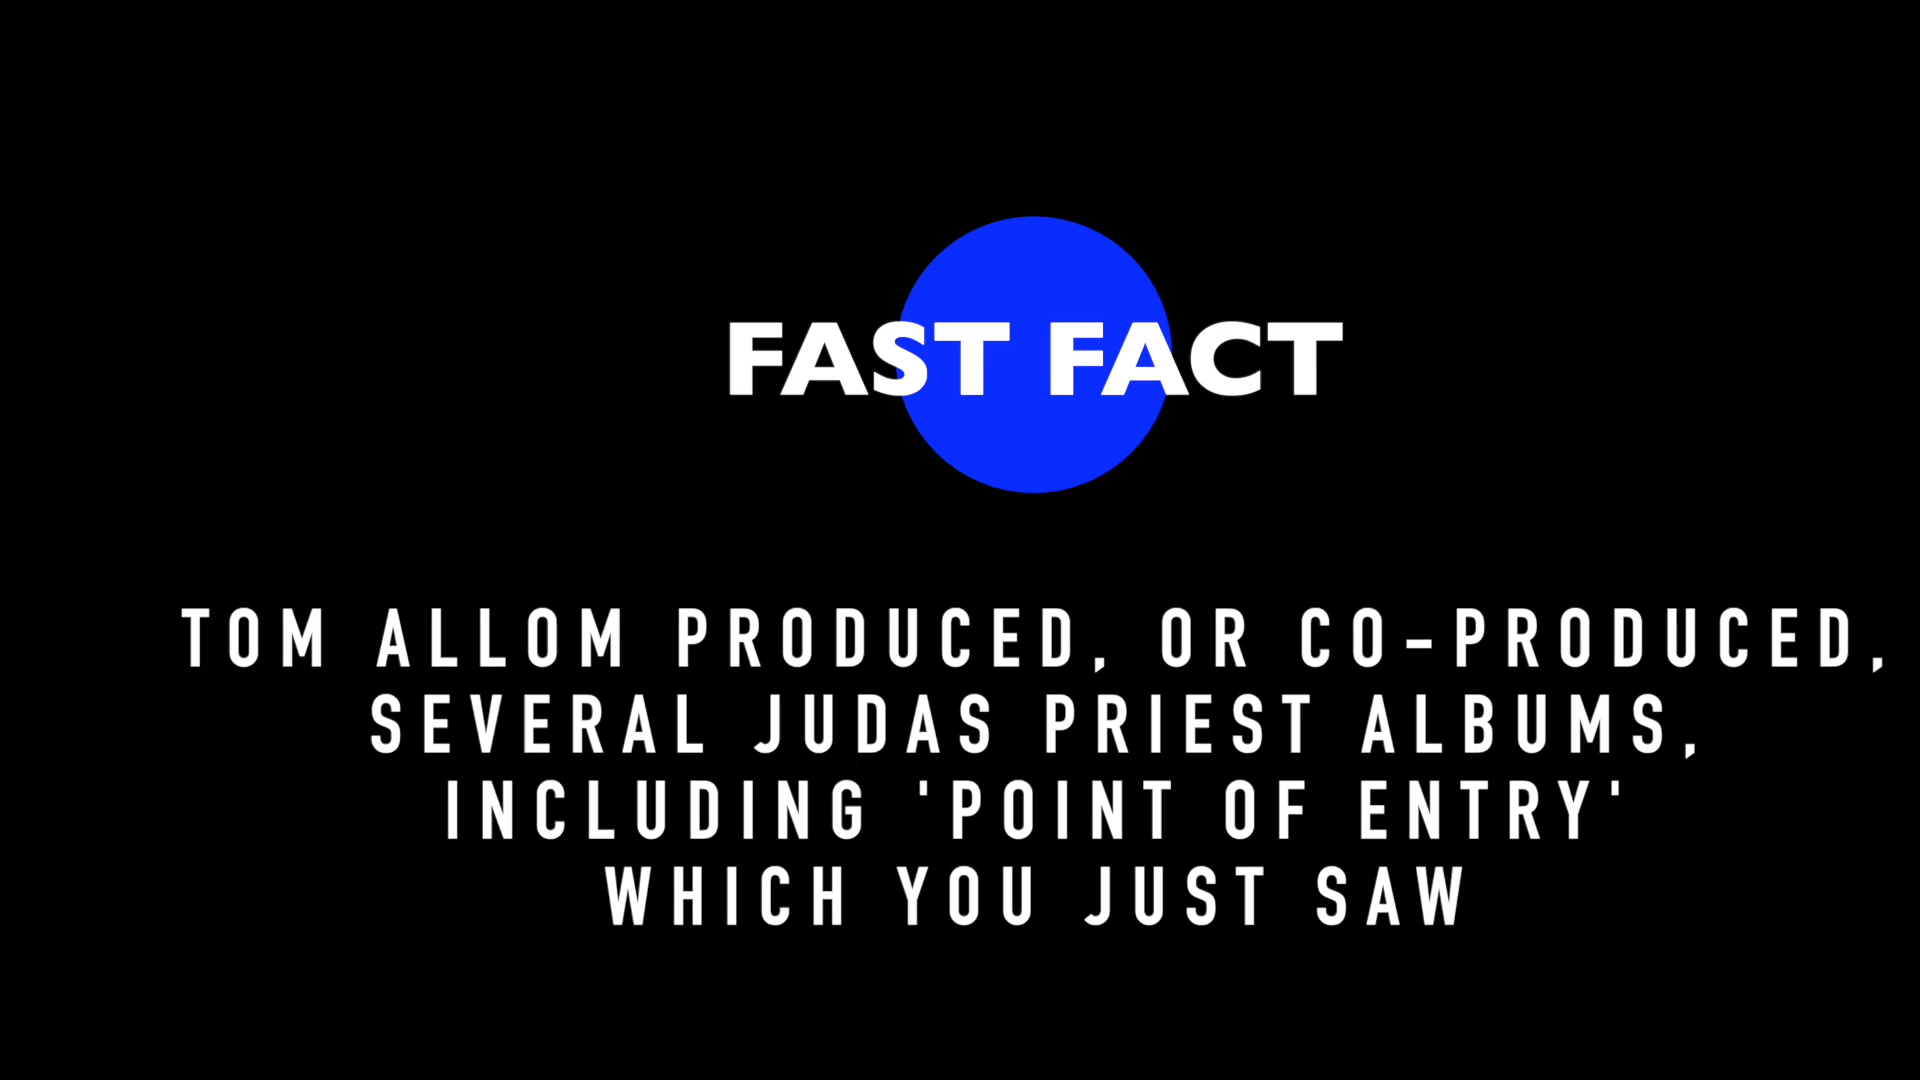 FAST FACT
TOM ALLOM PRODUCED, OR CO-PRODUCED,
SEVERAL JUDAS PRIEST ALBUMS,
INCLUDING 'POINT OF ENTRY'
WHICH YOU JUST SAW